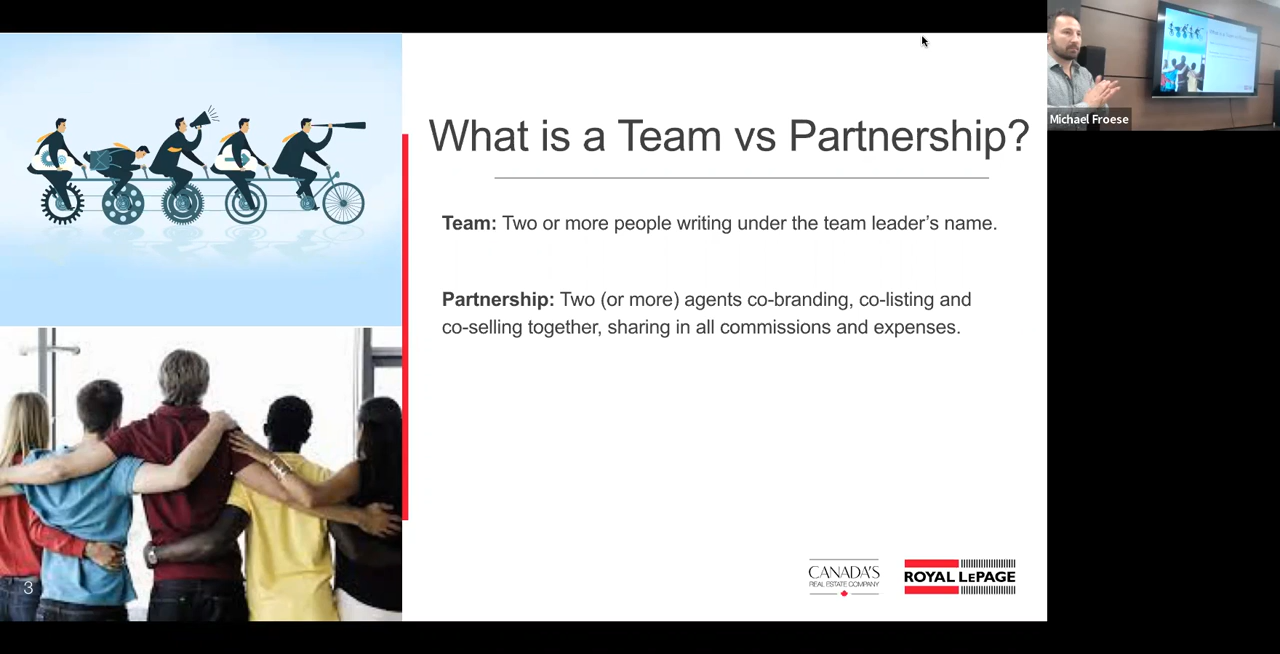 What is a Team vs Partnership?
Team: Two or more people writing under the team leader’s name.
Partnership: Two (or more) agents co-branding, co-listing and
co-selling together, sharing in all commissions and expenses.
3
CANADA'S
REAL ESTATE COMPANY
ROYAL LEPAGE
Michael Froese